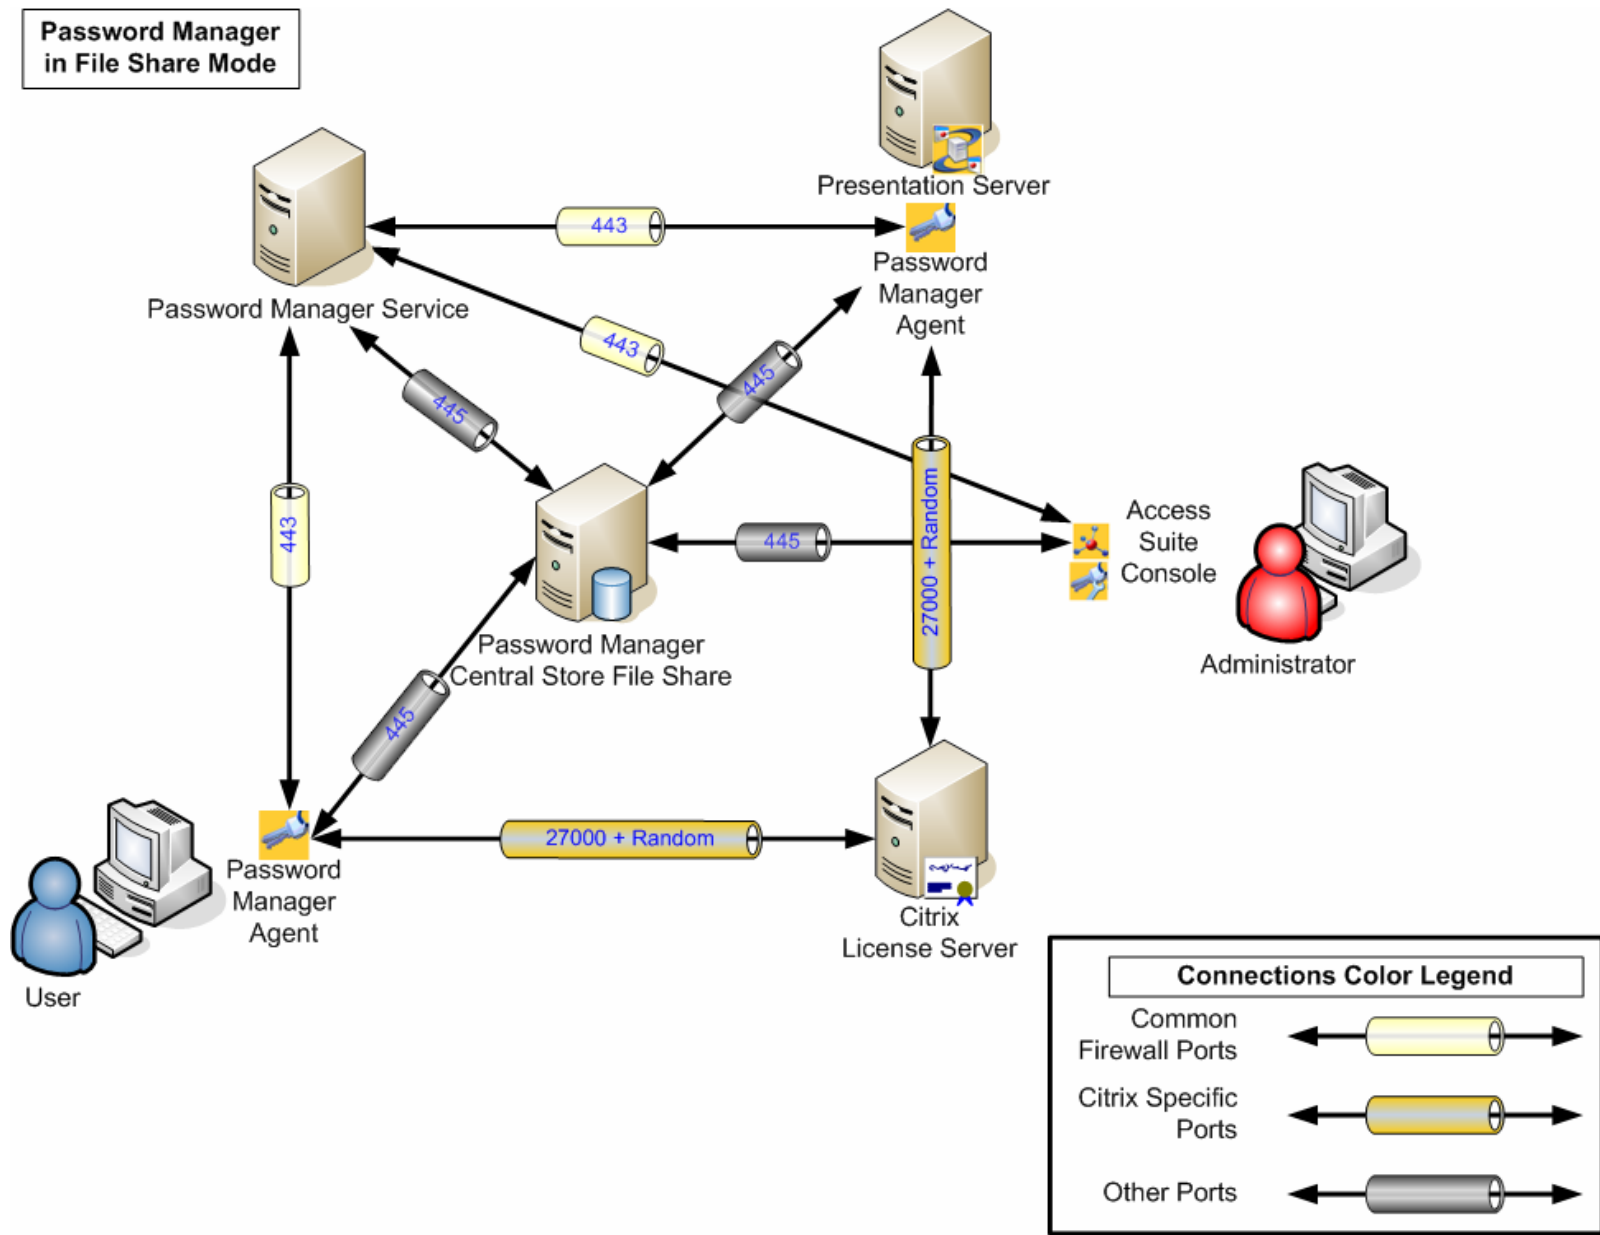 Password Manager
in File Share Mode
Presentation Server
443
Password
Manager
Agent
Password Manager Service
443
445
445
27000 + Random
443
445
Access
Suite
Console
Password Manager
Central Store File Share
Administrator
445
27000 + Random
Password
Manager
Agent
User
Citrix
License Server
Connections Color Legend
Common
Firewall Ports
Citrix Specific
Ports
Other Ports